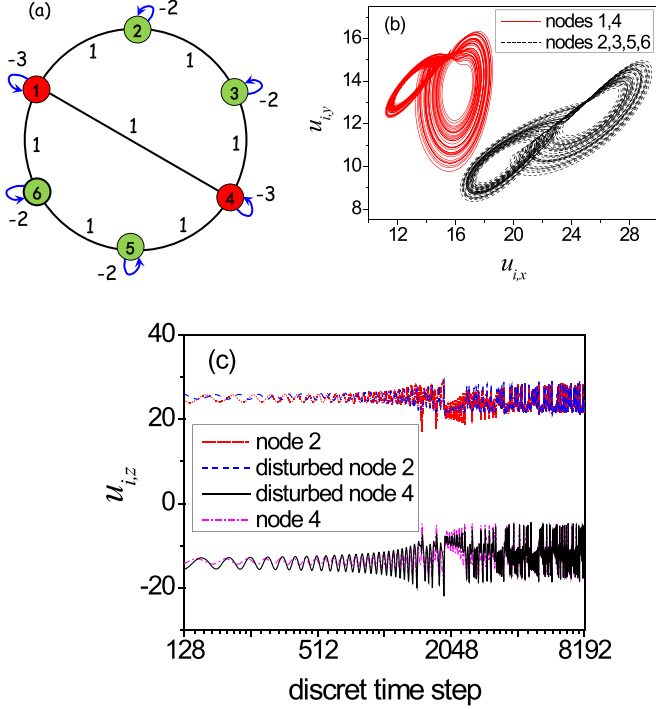 (a)
-2
2
1
1
-3
1
3
-2
1
1
1
6
-2
4
-3
1
1
5
-2
(b)
nodes 1,4
nodes 2,3,5,6
16
14
12
10
8
12
16
20
24
28
u_{i,y}
u_{i,x}
(c)
40
20
0
-20
node 2
disturbed node 2
disturbed node 4
node 4
u_{i,z}
128
512
2048
8192
discret time step